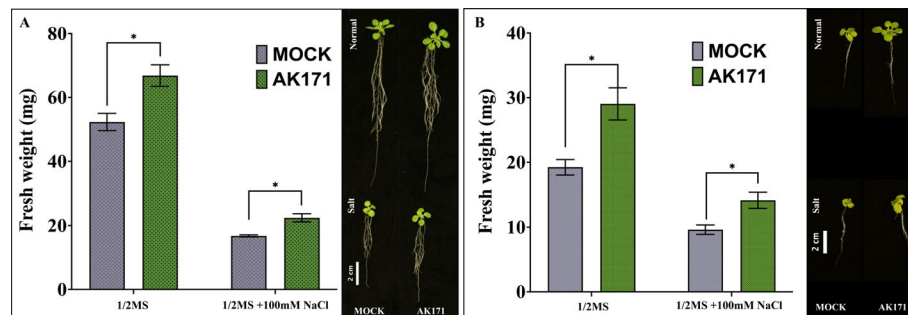 A
80
60
40
20
0
Fresh weight (mg)
*
*
MOCK
AK171
1/2MS
1/2MS +100mM NaCl
Normal
Salt
2 cm
MOCK
AK171
B
40
30
20
10
0
Fresh weight (mg)
*
*
MOCK
AK171
1/2MS
1/2MS +100mM NaCl
Normal
Salt
2 cm
MOCK
AK171